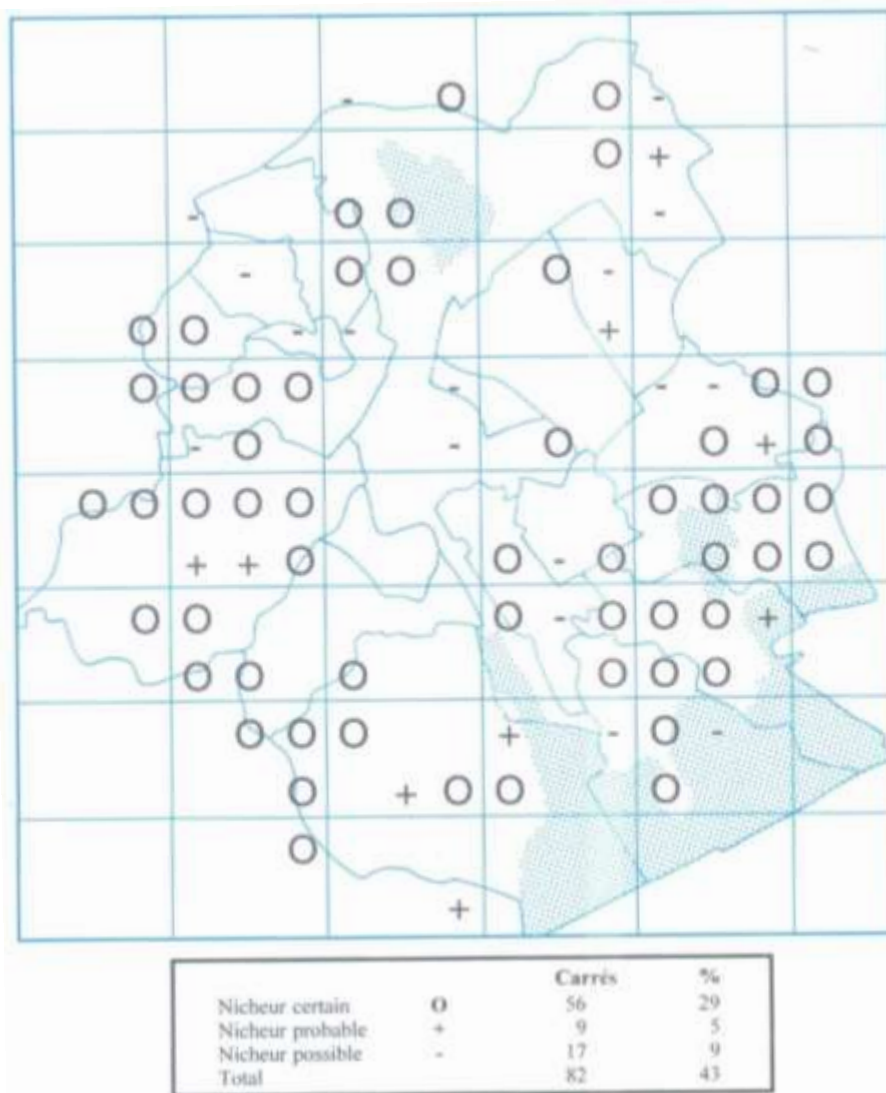 Carrés %
Nicheur certain O 56 29
Nicheur probable + 9 5
Nicheur possible - 17 9
Total 82 43